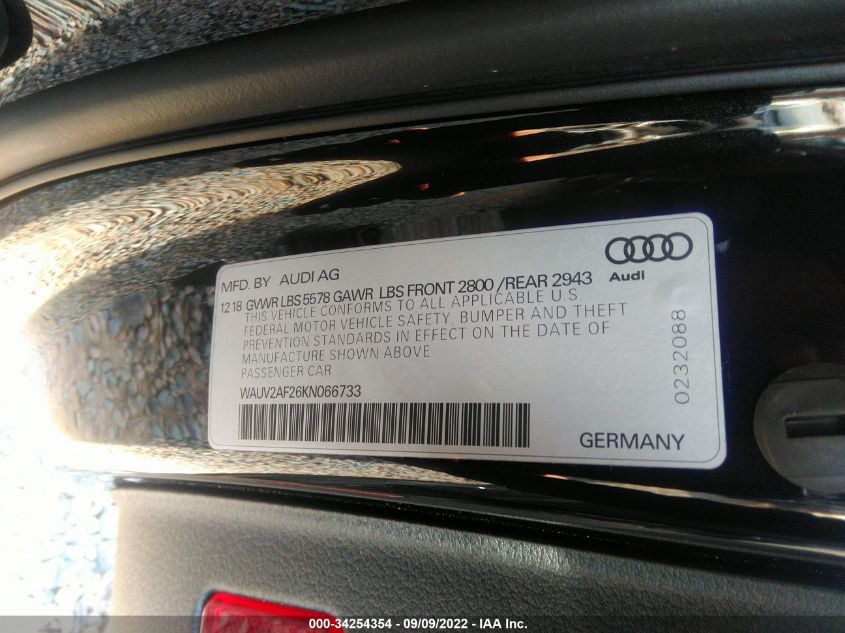 MFD. BY AUDI AG
Audi
12 18 GVWR LBS 5578 GAWR LBS FRONT 2800 / REAR 2943
THIS VEHICLE CONFORMS TO ALL APPLICABLE U.S.
FEDERAL MOTOR VEHICLE SAFETY, BUMPER AND THEFT
PREVENTION STANDARDS IN EFFECT ON THE DATE OF
MANUFACTURE SHOWN ABOVE
PASSENGER CAR
WAUV2AF26KN066733
0232088
GERMANY
000-34254354 - 09/09/2022 - IAA Inc.